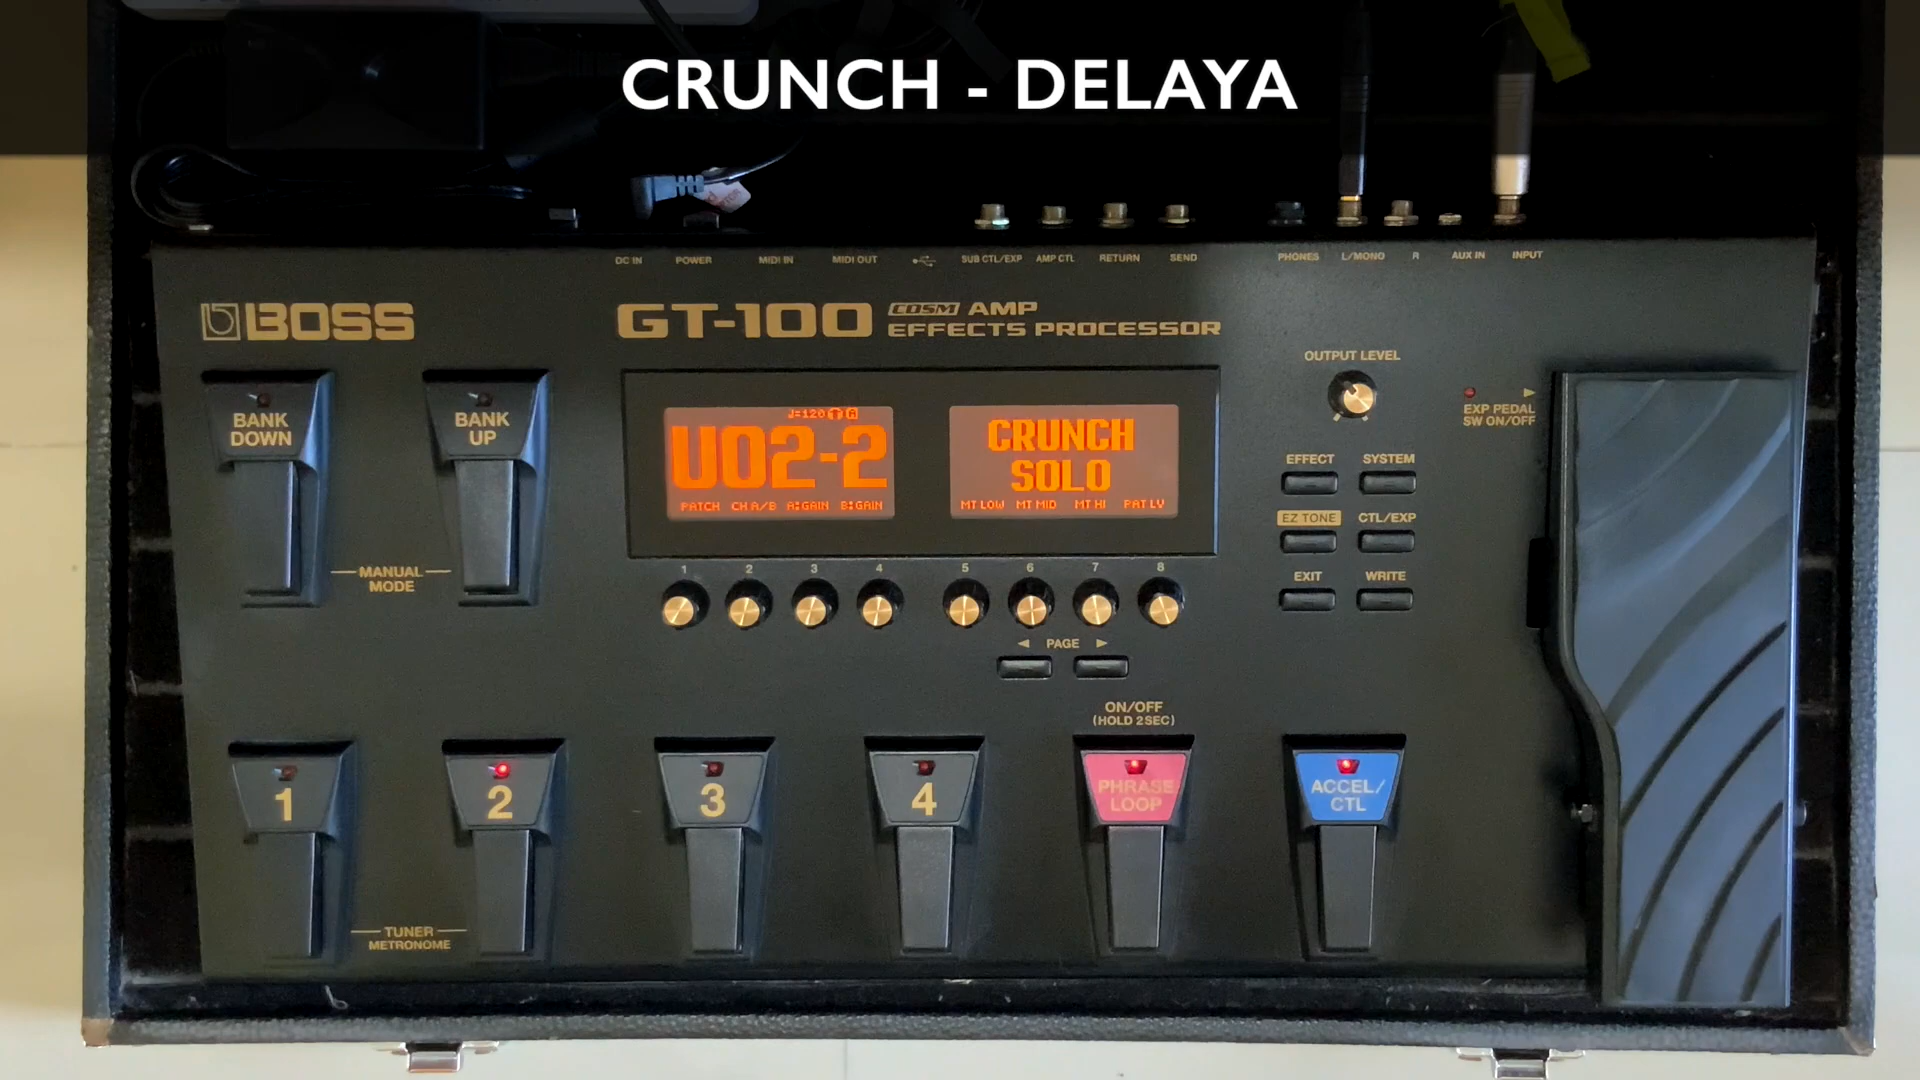 CRUNCH - DELAYA
DC IN POWER MIDI IN MIDI OUT SUB CTL/EXP AMP CTL RETURN SEND PHONES L/MONO R AUX IN INPUT
BOSS
GT-100 COSM AMP
EFFECTS PROCESSOR
OUTPUT LEVEL
BANK
DOWN
BANK
UP
J=120 A
U02-2
PATCH CH A/B A:GAIN B:GAIN
CRUNCH
SOLO
MT LOW MT MID MT HI PAT LV
EXP PEDAL
SW ON/OFF
EFFECT SYSTEM
EZ TONE CTL/EXP
EXIT WRITE
MANUAL
MODE
1 2 3 4 5 6 7 8
PAGE
ON/OFF
(HOLD 2SEC)
1
2
3
4
PHRASE
LOOP
ACCEL/
CTL
TUNER
METRONOME